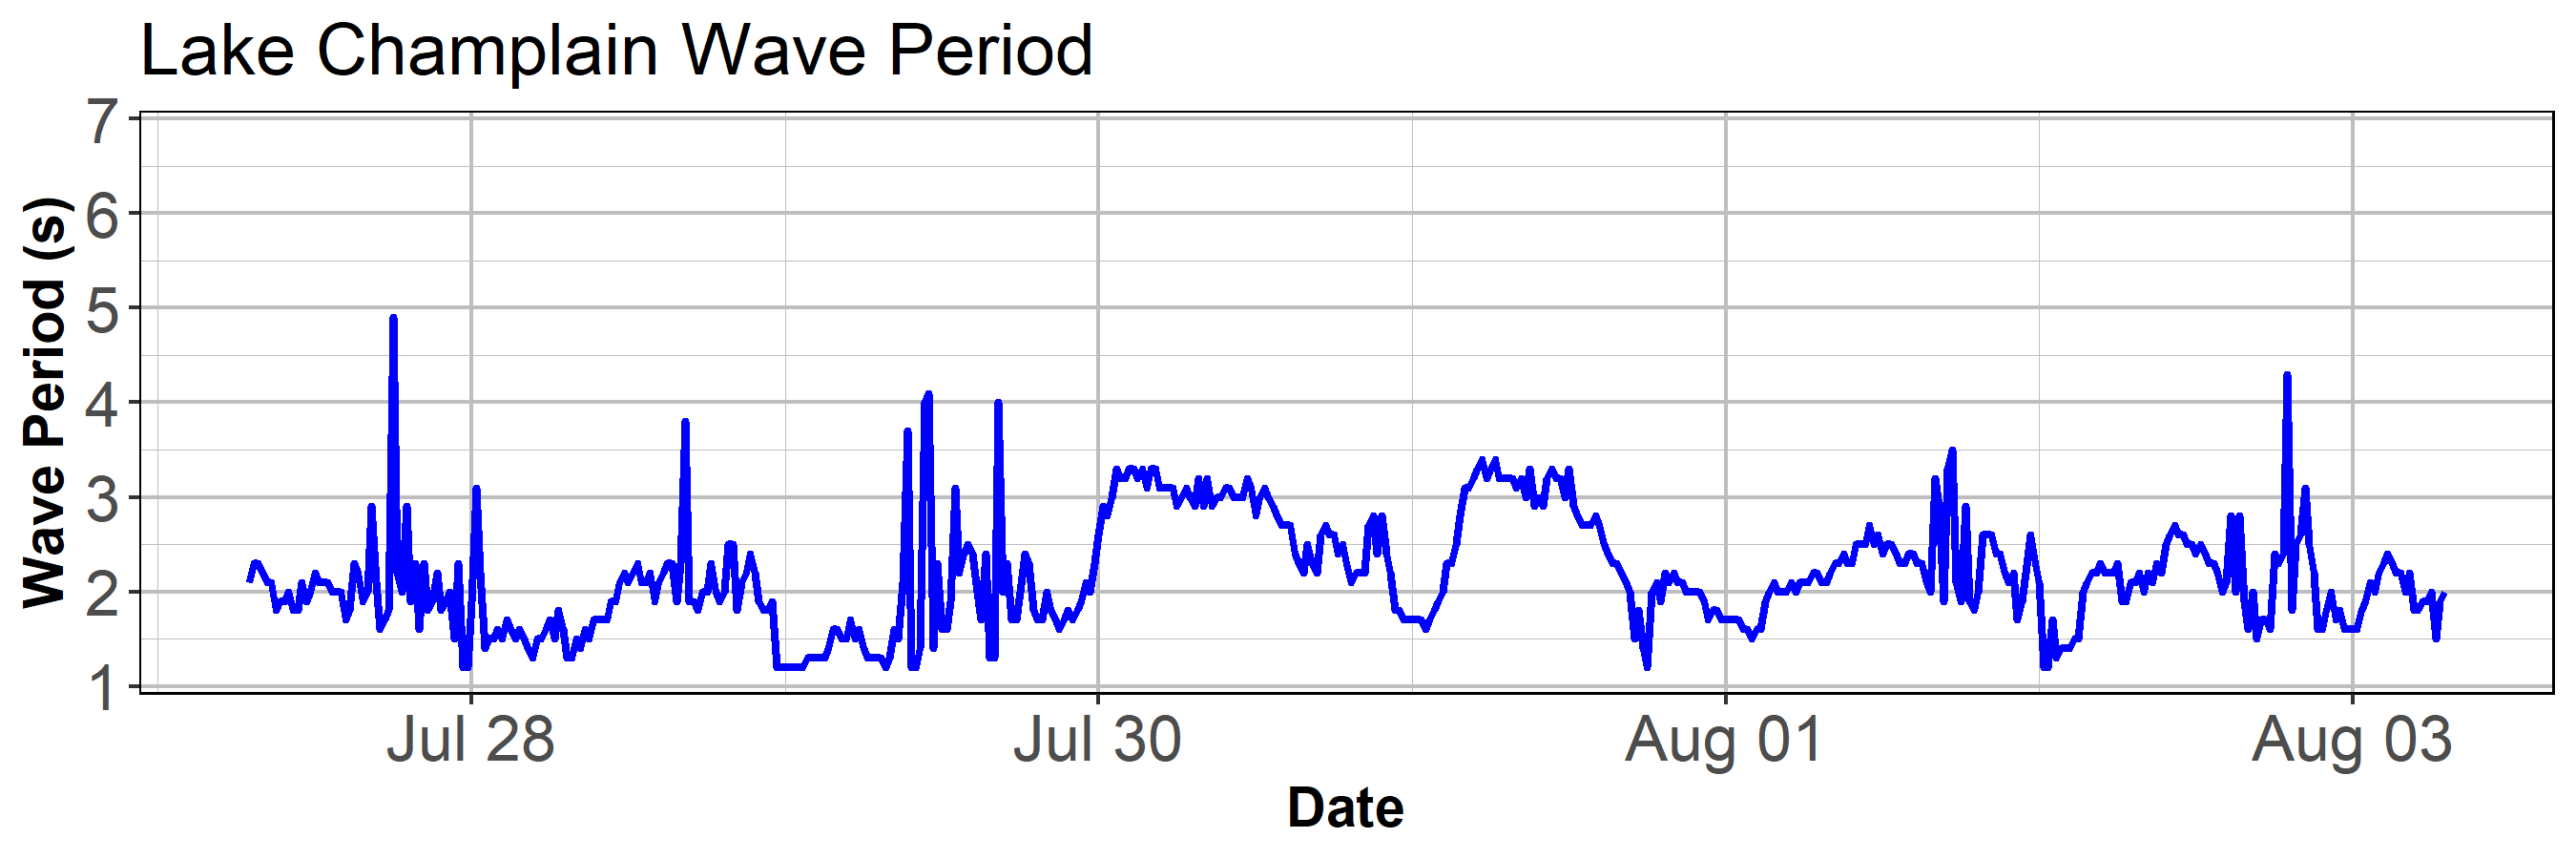 Lake Champlain Wave Period
Wave Period (s)
7
6
5
4
3
2
1
Jul 28
Jul 30
Aug 01
Aug 03
Date